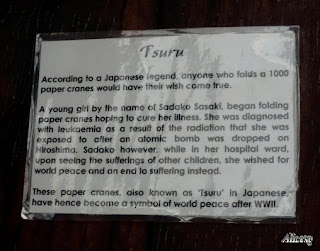 Tsuru
According to a Japanese legend, anyone who folds a 1000
paper cranes would have their wish come true.
A young girl by the name of Sadako Sasaki, began folding
paper cranes hoping to cure her illness. She was diagnosed
with leukaemia as a result of the radiation that she was
exposed to after an atomic bomb was dropped on
Hiroshima. Sadako however, while in her hospital ward,
upon seeing the sufferings of other children, she wished for
world peace and an end to suffering instead.
These paper cranes, also known as 'Tsuru' in Japanese,
have hence become a symbol of world peace after WWII.